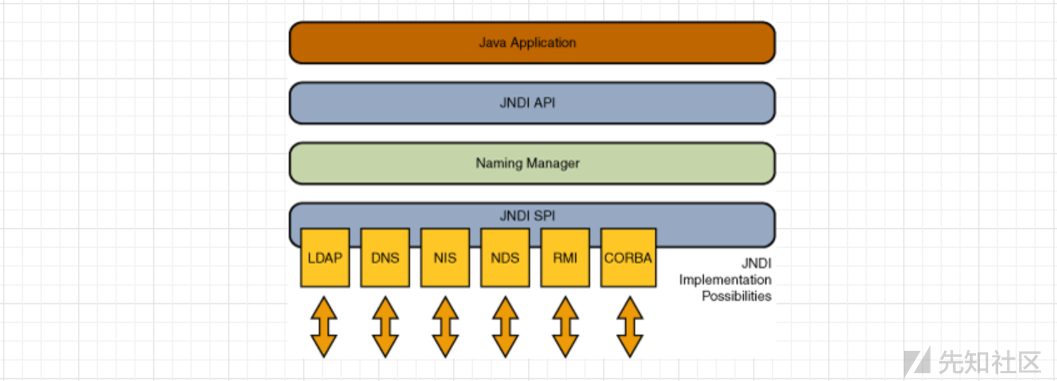 Java Application
JNDI API
Naming Manager
JNDI SPI
LDAP
DNS
NIS
NDS
RMI
CORBA
JNDI
Implementation
Possibilities
先知社区